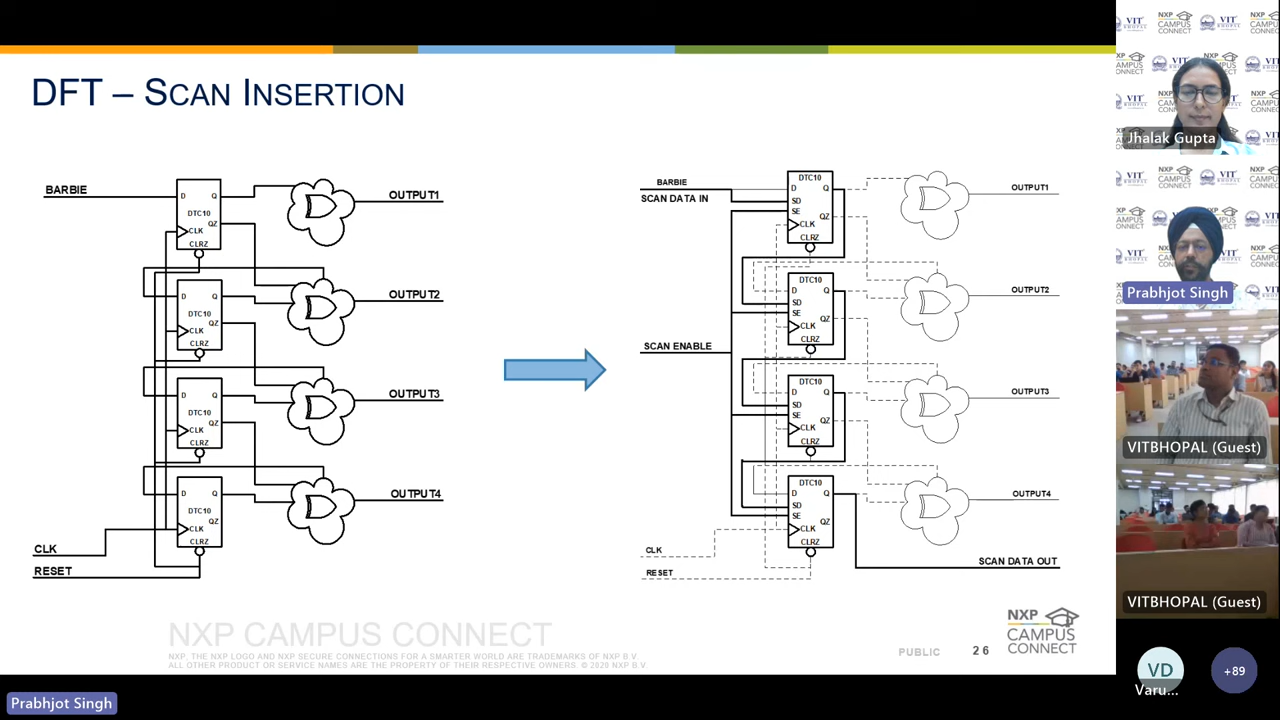 DFT – SCAN INSERTION
BARBIE
D
Q
DTC10
QZ
CLK
CLRZ
OUTPUT1
D
Q
DTC10
QZ
CLK
CLRZ
OUTPUT2
D
Q
DTC10
QZ
CLK
CLRZ
OUTPUT3
D
Q
DTC10
QZ
CLK
CLRZ
OUTPUT4
CLK
RESET
BARBIE
SCAN DATA IN
DTC10
D
Q
SD
SE
QZ
CLK
CLRZ
OUTPUT1
DTC10
D
Q
SD
SE
QZ
CLK
CLRZ
OUTPUT2
SCAN ENABLE
DTC10
D
Q
SD
SE
QZ
CLK
CLRZ
OUTPUT3
DTC10
D
Q
SD
SE
QZ
CLK
CLRZ
OUTPUT4
CLK
RESET
SCAN DATA OUT
NXP CAMPUS CONNECT
NXP, THE NXP LOGO AND NXP SECURE CONNECTIONS FOR A SMARTER WORLD ARE TRADEMARKS OF NXP B.V.
ALL OTHER PRODUCT OR SERVICE NAMES ARE THE PROPERTY OF THEIR RESPECTIVE OWNERS. © 2020 NXP B.V.
PUBLIC
26
NXP
CAMPUS
CONNECT
Prabhjot Singh
Jhalak Gupta
Prabhjot Singh
VITBHOPAL (Guest)
VITBHOPAL (Guest)
VD
Varu...
+89